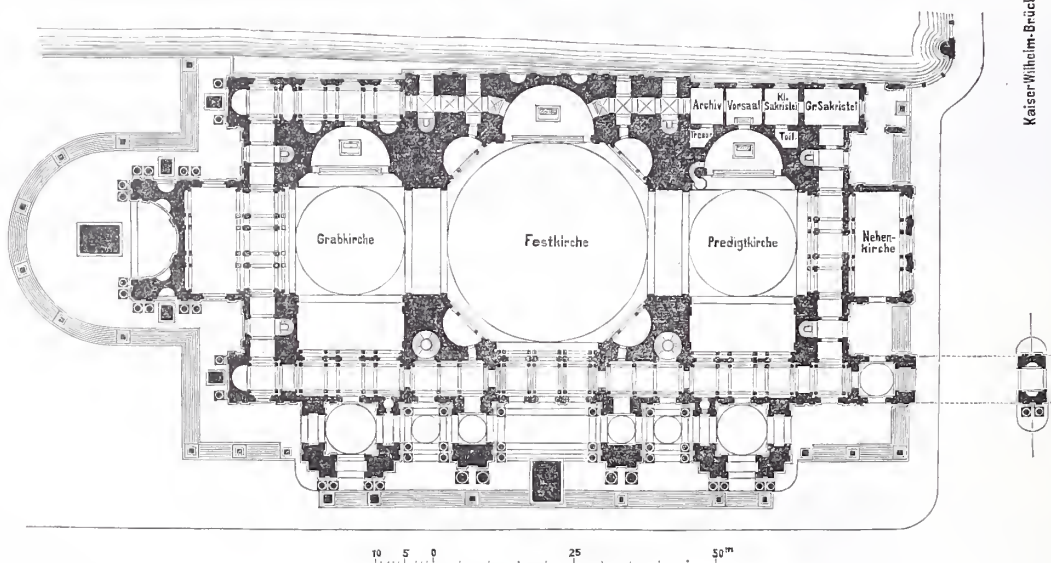 Kaiser Wilhelm-Brück
Archiv
Vorsaal
Kl.
Sakristei
Gr.Sakristei
Tresor
Toil.
Grabkirche
Festkirche
Predigtkirche
Neben-
kirche
10 5 0 25 50m